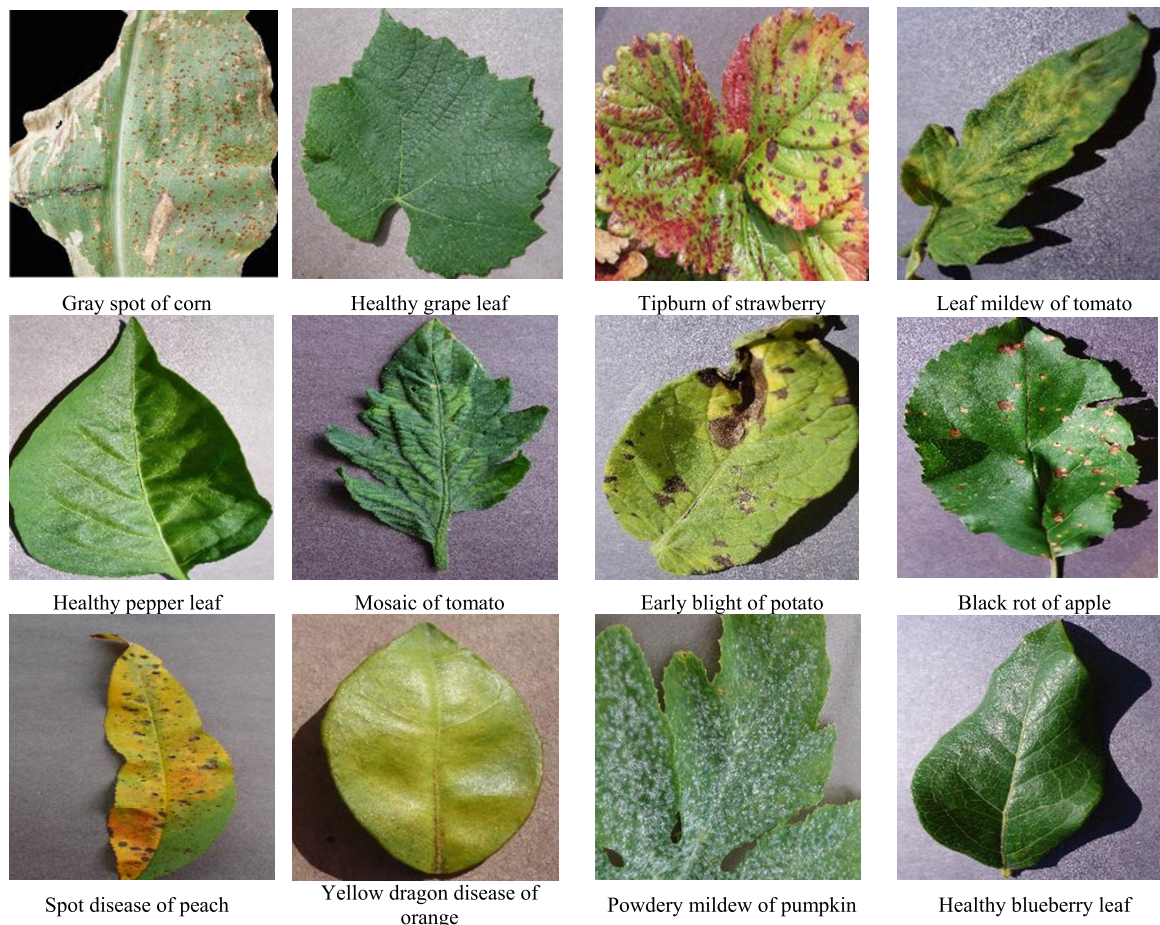 Gray spot of corn
Healthy grape leaf
Tipburn of strawberry
Leaf mildew of tomato
Healthy pepper leaf
Mosaic of tomato
Early blight of potato
Black rot of apple
Spot disease of peach
Yellow dragon disease of
orange
Powdery mildew of pumpkin
Healthy blueberry leaf